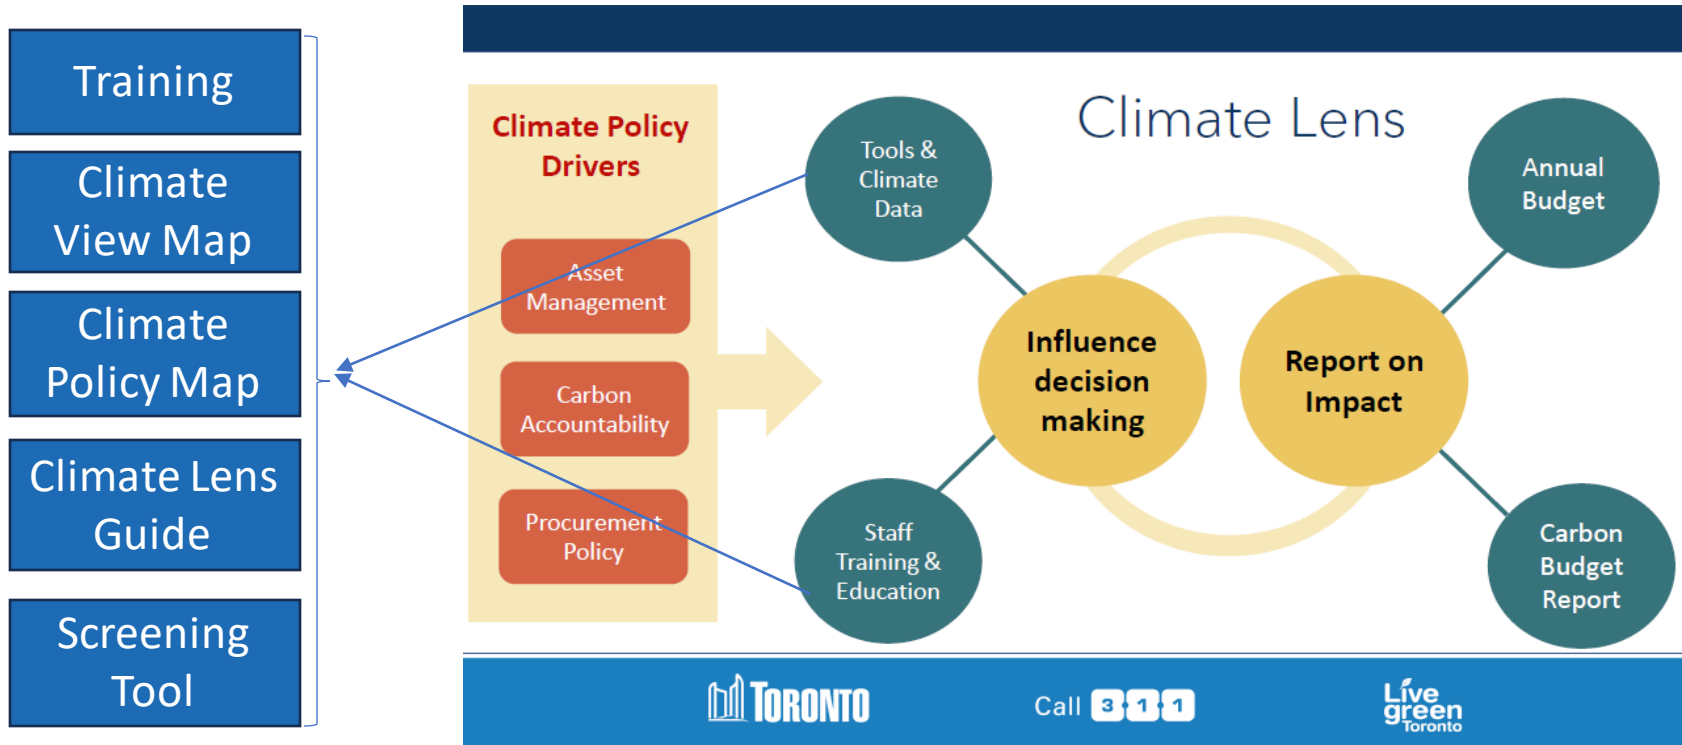 Training
Climate
View Map
Climate
Policy Map
Climate Lens
Guide
Screening
Tool
Climate Policy
Drivers
Asset
Management
Carbon
Accountability
Procurement
Policy
Climate Lens
Tools &
Climate
Data
Staff
Training &
Education
Influence
decision
making
Report on
Impact
Annual
Budget
Carbon
Budget
Report
TORONTO
Call 3 1 1
Live
green
Toronto